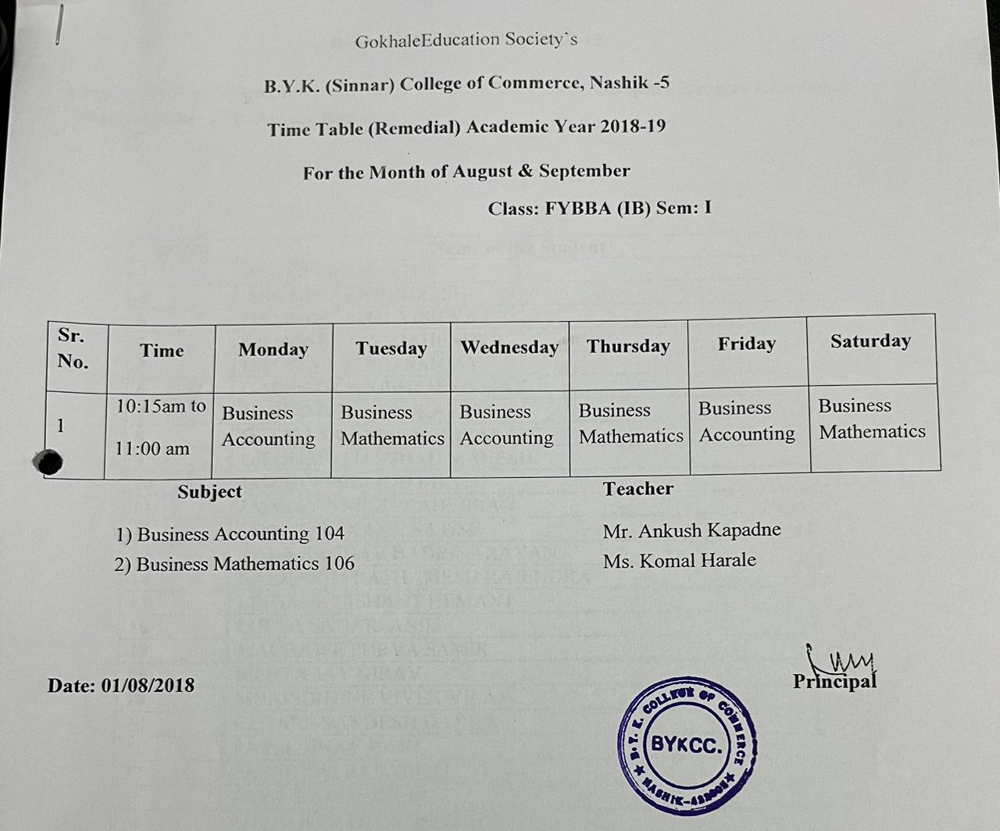 GokhaleEducation Society`s
B.Y.K. (Sinnar) College of Commerce, Nashik -5
Time Table (Remedial) Academic Year 2018-19
For the Month of August & September
Class: FYBBA (IB) Sem: I
Sr. No. Time Monday Tuesday Wednesday Thursday Friday Saturday
1 10:15am to 11:00 am Business Accounting Business Mathematics Business Accounting Business Mathematics Business Accounting Business Mathematics
Subject Teacher
1) Business Accounting 104 Mr. Ankush Kapadne
2) Business Mathematics 106 Ms. Komal Harale
Date: 01/08/2018
Principal
B.Y.K. COLLEGE OF COMMERCE
BYKCC.
NASHIK-422005